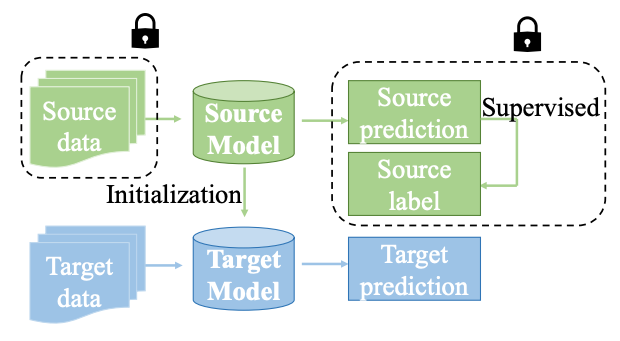 Source
data
Source
Model
Source
prediction
Supervised
Source
label
Initialization
Target
data
Target
Model
Target
prediction